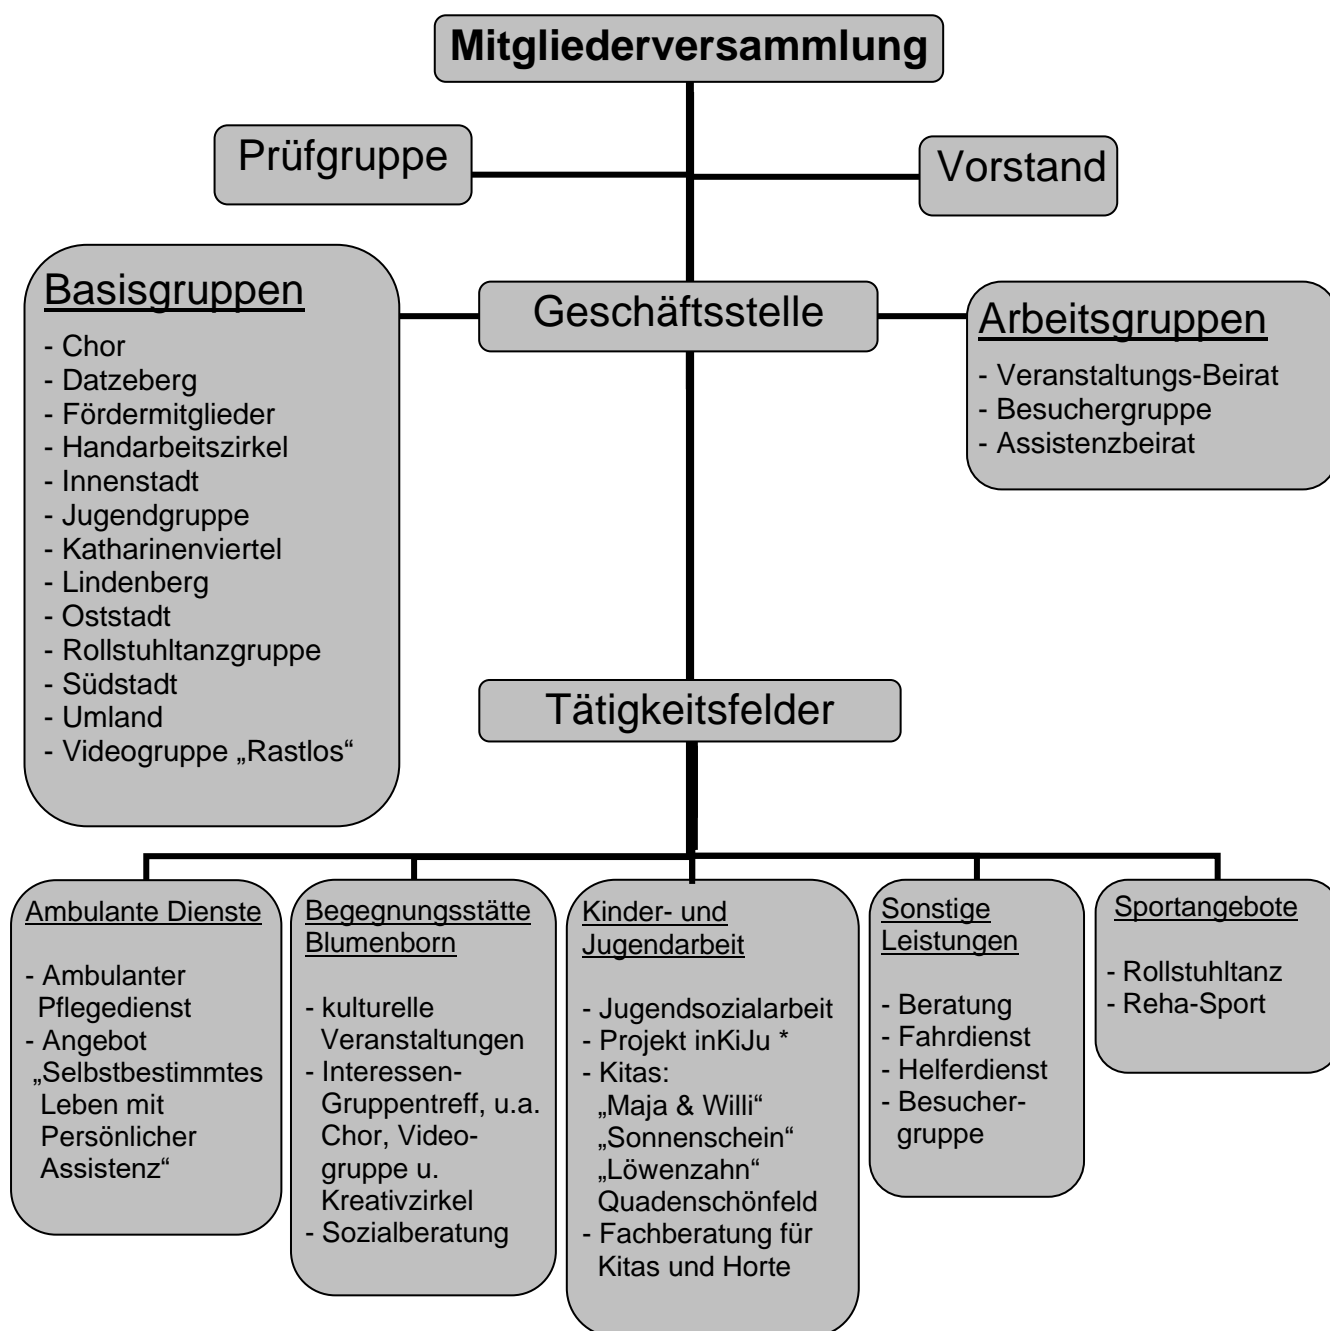 Mitgliederversammlung
Prüfgruppe
Vorstand
Basisgruppen
- Chor
- Datzeberg
- Fördermitglieder
- Handarbeitszirkel
- Innenstadt
- Jugendgruppe
- Katharinenviertel
- Lindenberg
- Oststadt
- Rollstuhltanzgruppe
- Südstadt
- Umland
- Videogruppe „Rastlos“
Geschäftsstelle
Arbeitsgruppen
- Veranstaltungs-Beirat
- Besuchergruppe
- Assistenzbeirat
Tätigkeitsfelder
Ambulante Dienste
- Ambulanter
Pflegedienst
- Angebot
„Selbstbestimmtes
Leben mit
Persönlicher
Assistenz“
Begegnungsstätte
Blumenborn
- kulturelle
Veranstaltungen
- Interessen-
Gruppentreff, u.a.
Chor, Video-
gruppe u.
Kreativzirkel
- Sozialberatung
Kinder- und
Jugendarbeit
- Jugendsozialarbeit
- Projekt inKiJu *
- Kitas:
„Maja & Willi“
„Sonnenschein“
„Löwenzahn“
Quadenschönfeld
- Fachberatung für
Kitas und Horte
Sonstige
Leistungen
- Beratung
- Fahrdienst
- Helferdienst
- Besucher-
gruppe
Sportangebote
- Rollstuhltanz
- Reha-Sport